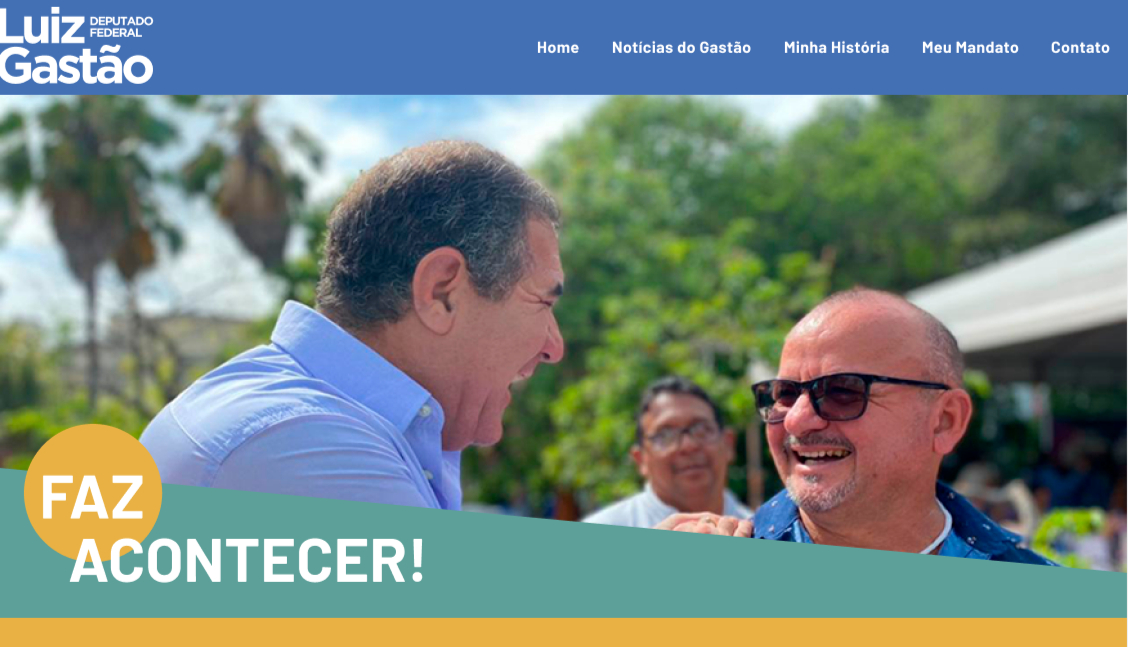 Luiz DEPUTADO FEDERAL
Gastão
Home Notícias do Gastão Minha História Meu Mandato Contato
FAZ
ACONTECER!